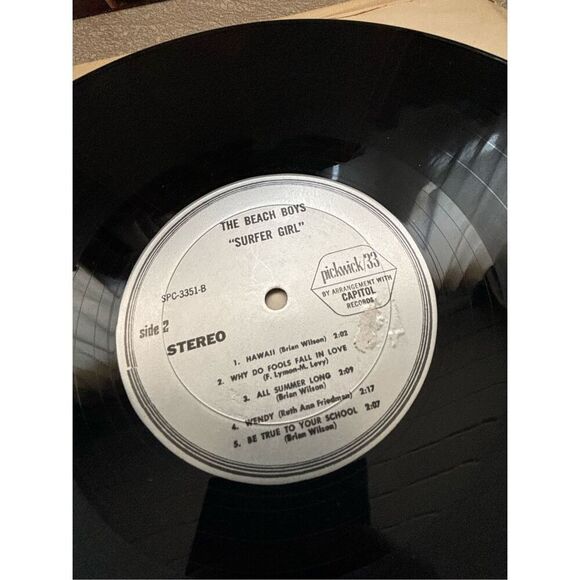 THE BEACH BOYS
"SURFER GIRL"
pickwick/33
BY ARRANGEMENT WITH
CAPITOL
RECORDS
SPC-3351-B
side 2
STEREO
1. HAWAII (Brian Wilson) 2:02
2. WHY DO FOOLS FALL IN LOVE
(F. Lymon-M. Levy)
3. ALL SUMMER LONG 2:09
(Brian Wilson)
4. WENDY (Ruth Ann Friedman) 2:17
5. BE TRUE TO YOUR SCHOOL 2:07
(Brian Wilson)